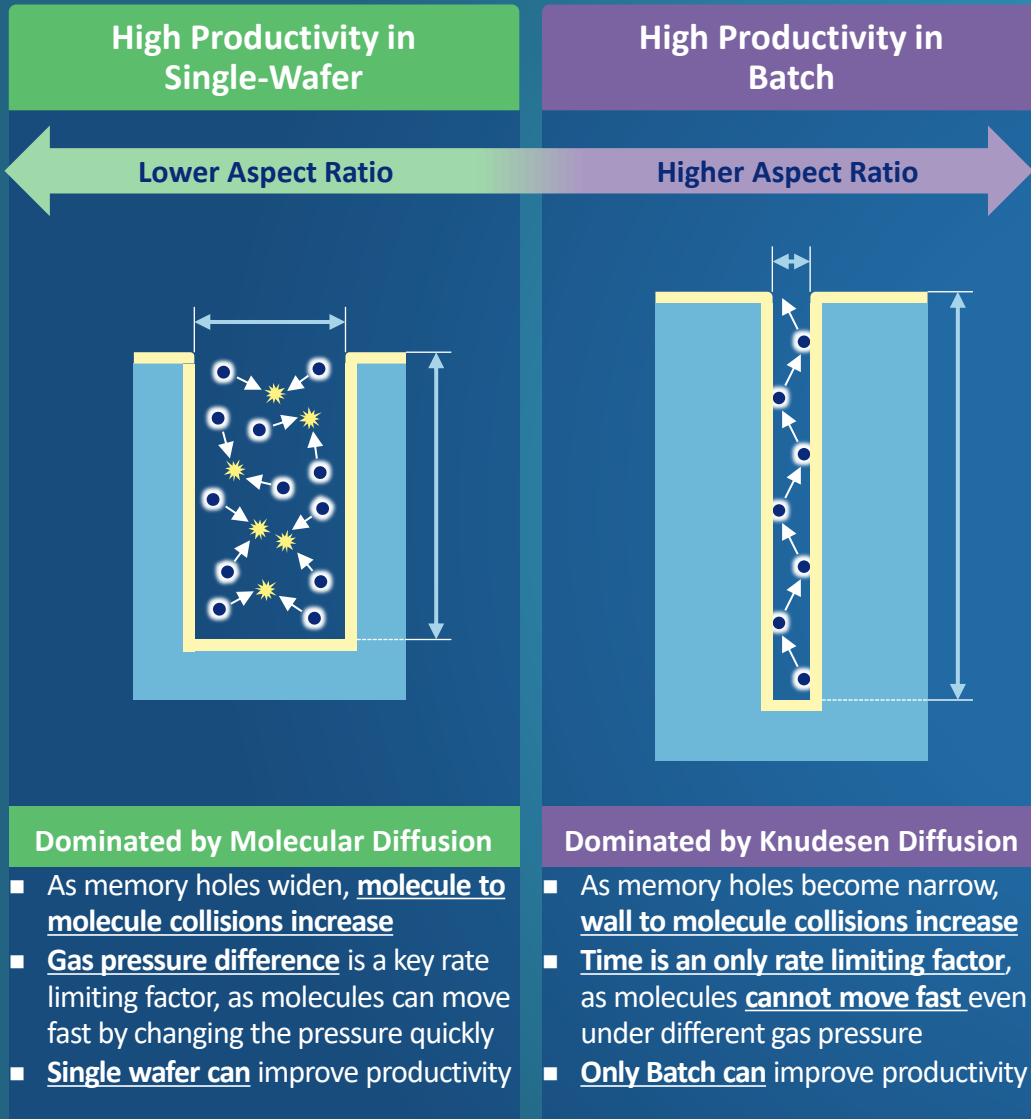 High Productivity in
Single-Wafer
High Productivity in
Batch
Lower Aspect Ratio
Higher Aspect Ratio
Dominated by Molecular Diffusion
■ As memory holes widen, molecule to
molecule collisions increase
■ Gas pressure difference is a key rate
limiting factor, as molecules can move
fast by changing the pressure quickly
■ Single wafer can improve productivity
Dominated by Knudesen Diffusion
■ As memory holes become narrow,
wall to molecule collisions increase
■ Time is an only rate limiting factor,
as molecules cannot move fast even
under different gas pressure
■ Only Batch can improve productivity